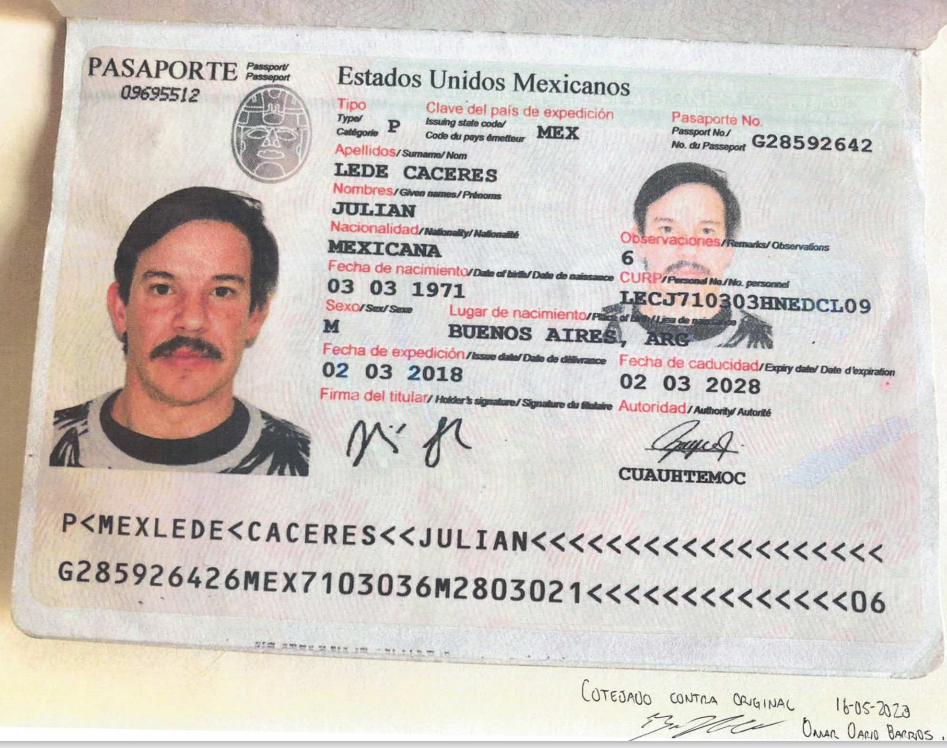 PASAPORTE Passport/ Passeport
09695512
Estados Unidos Mexicanos
Tipo Type/ Catégorie P
Clave del país de expedición Issuing state code/ Code du pays émetteur MEX
Pasaporte No. Passport No./ No. du Passeport G28592642
Apellidos/Surname/Nom
LEDE CACERES
Nombres/Given names/Prénoms
JULIAN
Nacionalidad/Nationality/Nationalité
MEXICANA
Observaciones/Remarks/Observations
6
Fecha de nacimiento/Date of birth/Date de naissance
03 03 1971
CURP/Personal No./No. personnel
LECJ710303HNEDCL09
Sexo/Sex/Sexe
M
Lugar de nacimiento/Place of birth/Lieu de naissance
BUENOS AIRES, ARG
Fecha de expedición/Issue date/Date de délivrance
02 03 2018
Fecha de caducidad/Expiry date/Date d'expiration
02 03 2028
Firma del titular/Holder's signature/Signature du titulaire
Autoridad/Authority/Autorité
CUAUHTEMOC
P<MEXLEDE<CACERES<<JULIAN<<<<<<<<<<<<<<<<<<<
G285926426MEX7103036M2803021<<<<<<<<<<<<<<06
COTEJADO CONTRA ORIGINAL 16-05-2023
OMAR DARIO BARRIOS.